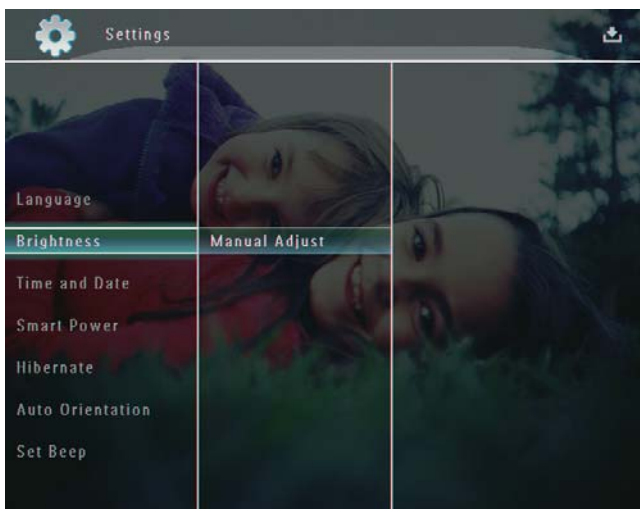 Settings
Language
Brightness
Manual Adjust
Time and Date
Smart Power
Hibernate
Auto Orientation
Set Beep